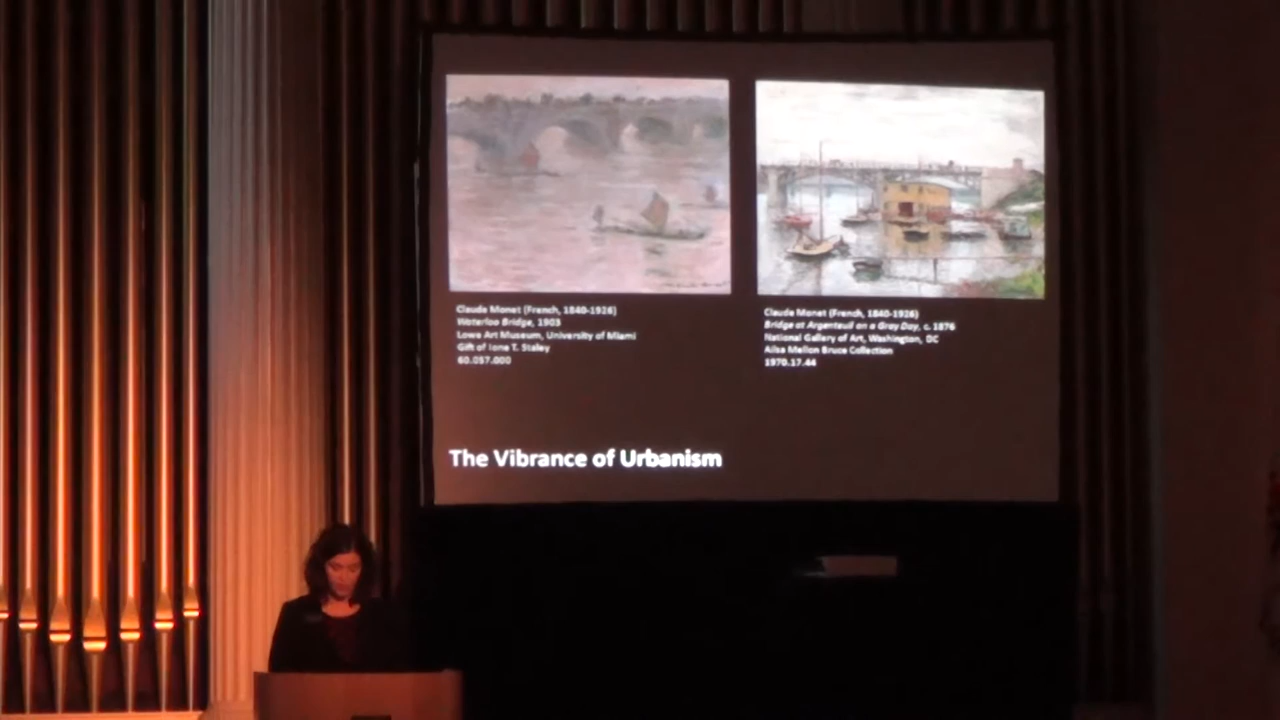 Claude Monet (French, 1840-1926)
Waterloo Bridge, 1903
Lowe Art Museum, University of Miami
Gift of Ione T. Staley
60.057.000
Claude Monet (French, 1840-1926)
Bridge at Argenteuil on a Gray Day, c. 1876
National Gallery of Art, Washington, DC
Ailsa Mellon Bruce Collection
1970.17.44
The Vibrance of Urbanism